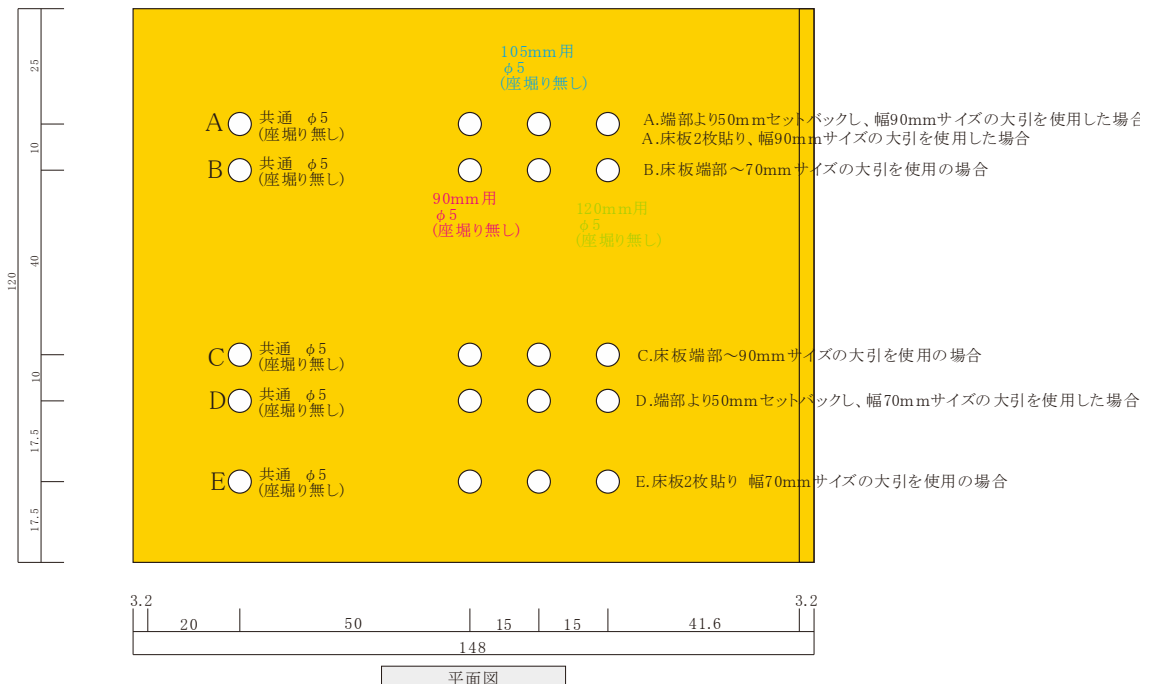 105mm用
φ5
(座堀り無し)
A
共通 φ5
(座堀り無し)
A.端部より50mmセットバックし、幅90mmサイズの大引を使用した場合
A.床板2枚貼り、幅90mmサイズの大引を使用した場合
B
共通 φ5
(座堀り無し)
B.床板端部～70mmサイズの大引を使用の場合
90mm用
φ5
(座堀り無し)
120mm用
φ5
(座堀り無し)
C
共通 φ5
(座堀り無し)
C.床板端部～90mmサイズの大引を使用の場合
D
共通 φ5
(座堀り無し)
D.端部より50mmセットバックし、幅70mmサイズの大引を使用した場合
E
共通 φ5
(座堀り無し)
E.床板2枚貼り 幅70mmサイズの大引を使用の場合
25
10
40
120
10
17.5
17.5
3.2
3.2
20
50
15
15
41.6
148
平面図